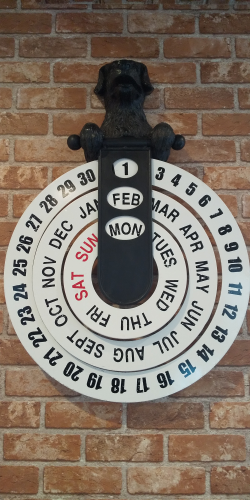 1
FEB
MON
3 4 5 6 7 8 9 10 11 12 13 14 15 16 17 18 19 20 21 22 23 24 25 26 27 28 29 30
MAR APR MAY JUN JUL AUG SEPT OCT NOV DEC JAN
TUES WED THU FRI SAT SUN